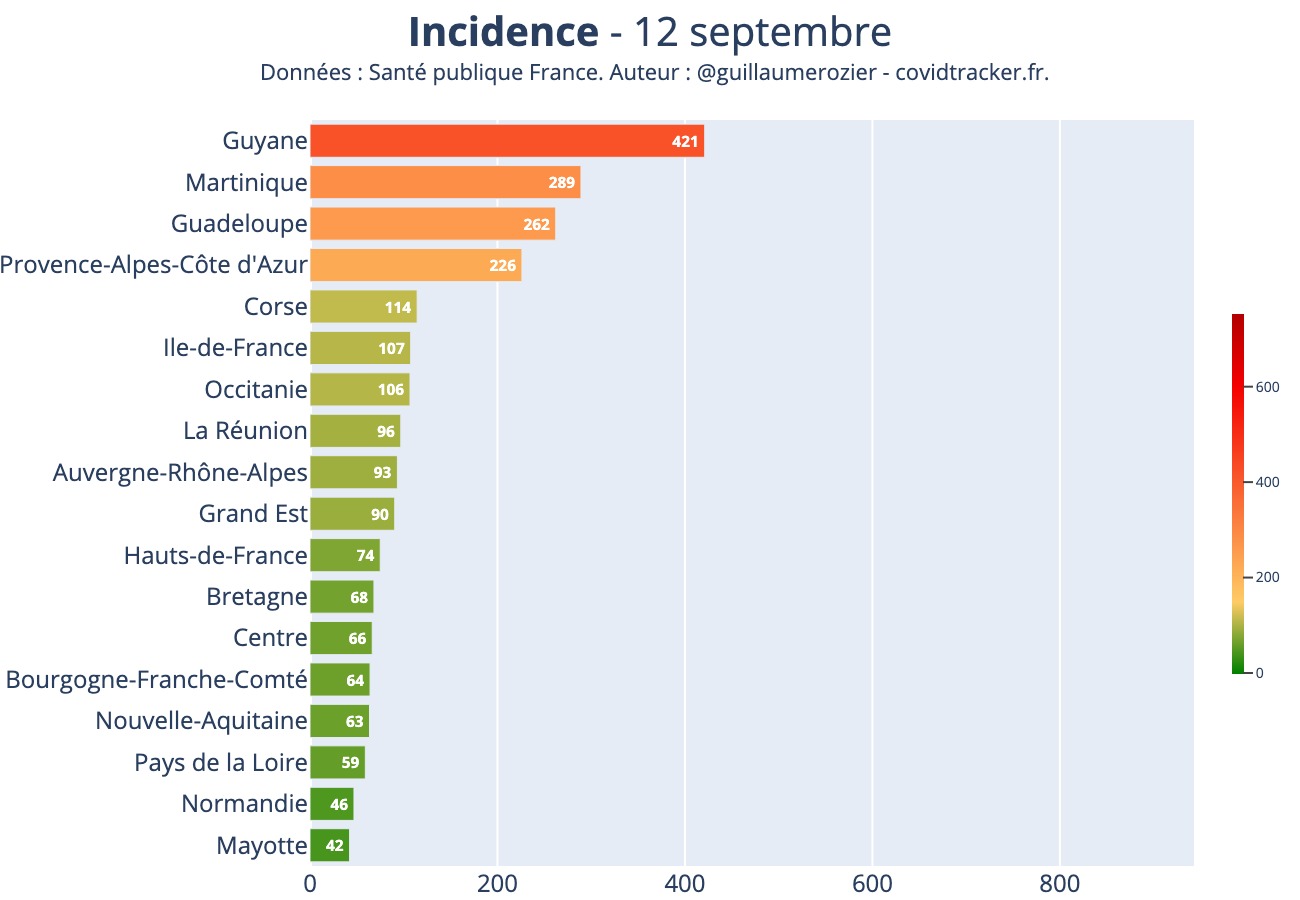 Incidence - 12 septembre
Données : Santé publique France. Auteur : @guillaumerozier - covidtracker.fr.
Guyane 421
Martinique 289
Guadeloupe 262
Provence-Alpes-Côte d'Azur 226
Corse 114
Ile-de-France 107
Occitanie 106
La Réunion 96
Auvergne-Rhône-Alpes 93
Grand Est 90
Hauts-de-France 74
Bretagne 68
Centre 66
Bourgogne-Franche-Comté 64
Nouvelle-Aquitaine 63
Pays de la Loire 59
Normandie 46
Mayotte 42
0 200 400 600 800
600
400
200
0